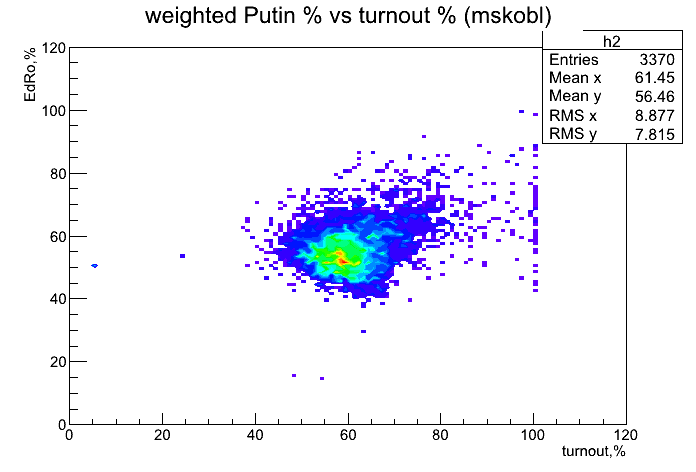 weighted Putin % vs turnout % (mskobl)
h2
Entries 3370
Mean x 61.45
Mean y 56.46
RMS x 8.877
RMS y 7.815
EdRo,%
120
100
80
60
40
20
0
0 20 40 60 80 100 120
turnout,%